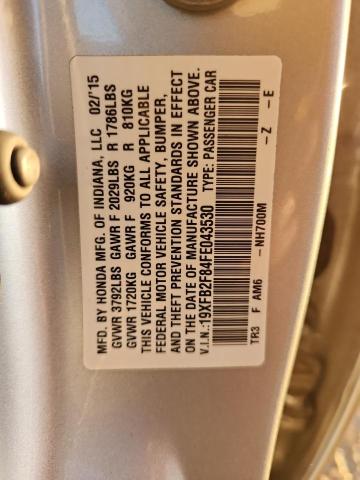 MFD. BY HONDA MFG. OF INDIANA, LLC 02/'15
GVWR 3792LBS GAWR F 2029LBS R 1786LBS
GVWR 1720KG GAWR F 920KG R 810KG
THIS VEHICLE CONFORMS TO ALL APPLICABLE
FEDERAL MOTOR VEHICLE SAFETY, BUMPER,
AND THEFT PREVENTION STANDARDS IN EFFECT
ON THE DATE OF MANUFACTURE SHOWN ABOVE.
V.I.N.: 19XFB2F84FE043530 TYPE: PASSENGER CAR
TR3 F AM6 -NH700M -Z -E